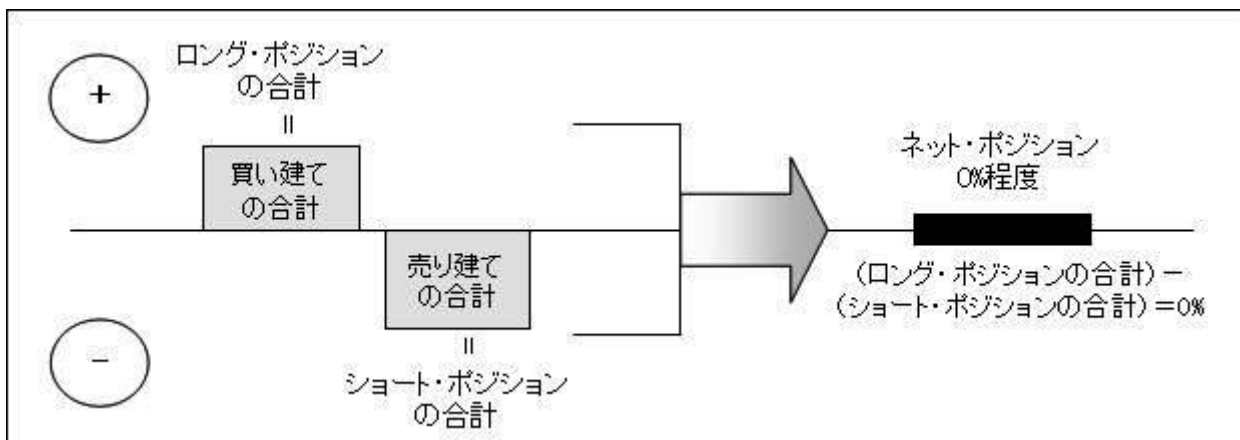 +
ロング・ポジション
の合計
=
買い建て
の合計
売り建て
の合計
=
ショート・ポジション
の合計
−
ネット・ポジション
0%程度
(ロング・ポジションの合計)−
(ショート・ポジションの合計)=0%